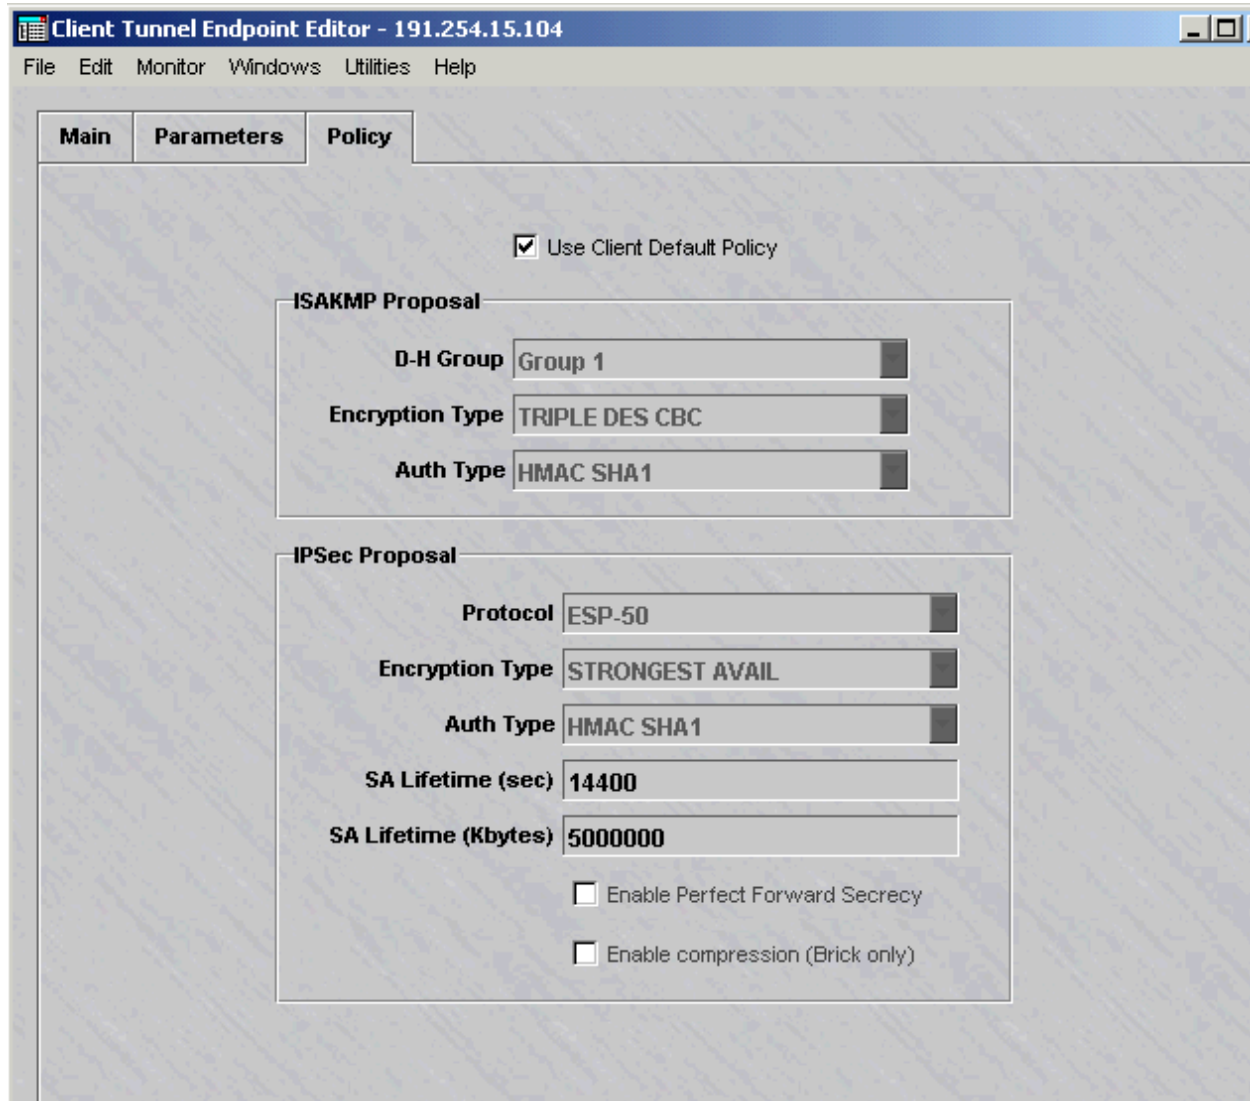 Client Tunnel Endpoint Editor - 191.254.15.104
File Edit Monitor Windows Utilities Help
Main Parameters Policy
Use Client Default Policy
ISAKMP Proposal
D-H Group Group 1
Encryption Type TRIPLE DES CBC
Auth Type HMAC SHA1
IPSec Proposal
Protocol ESP-50
Encryption Type STRONGEST AVAIL
Auth Type HMAC SHA1
SA Lifetime (sec) 14400
SA Lifetime (Kbytes) 5000000
Enable Perfect Forward Secrecy
Enable compression (Brick only)